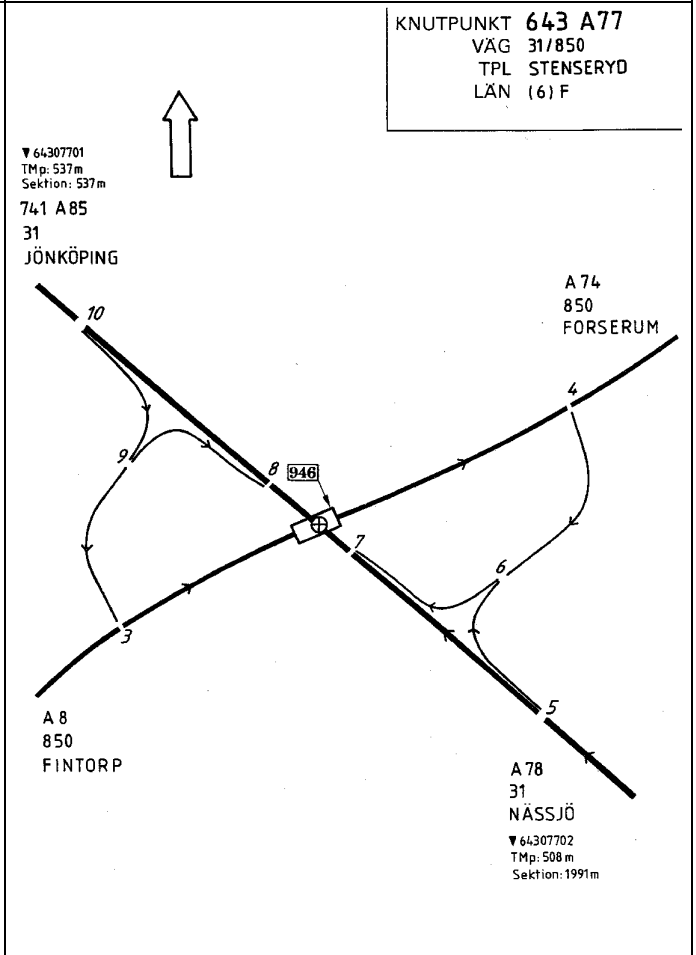 KNUTPUNKT 643 A77
VÄG 31/850
TPL STENSERYD
LÄN (6) F
▼64307701
TMp: 537m
Sektion: 537m
741 A85
31
JÖNKÖPING
A74
850
FORSERUM
10
4
9
8
946
7
6
3
5
A8
850
FINTORP
A78
31
NÄSSJÖ
▼64307702
TMp: 508m
Sektion: 1991m